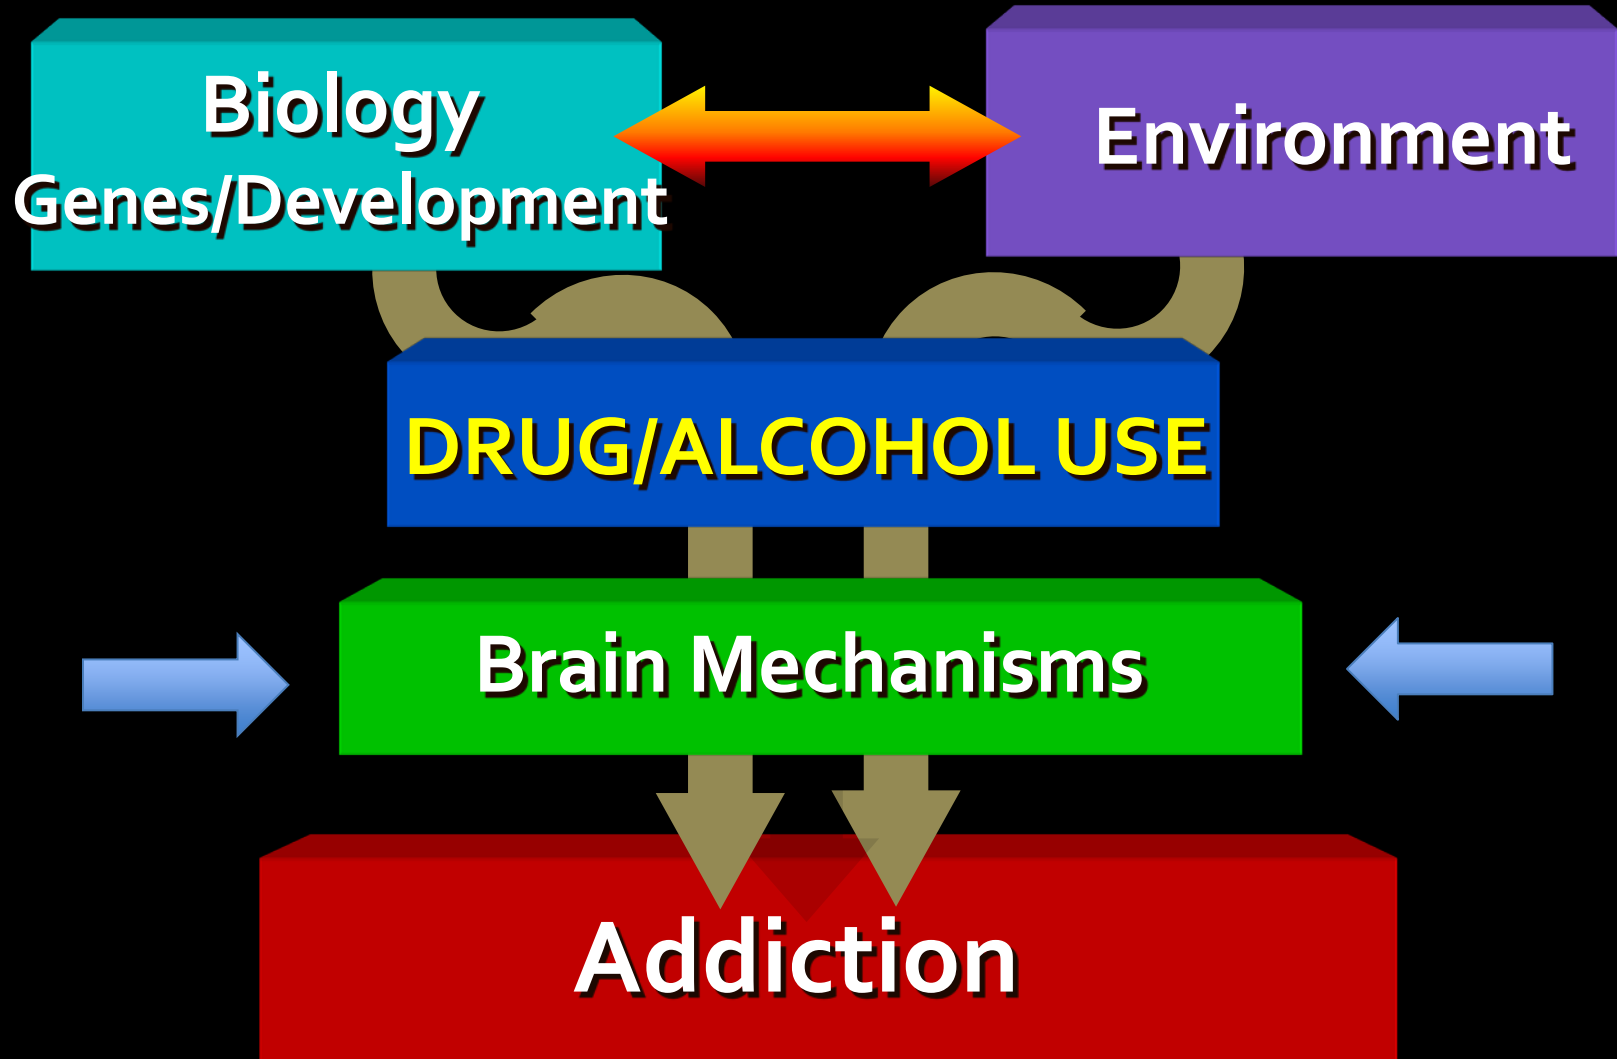 Biology
Genes/Development
Environment
DRUG/ALCOHOL USE
Brain Mechanisms
Addiction